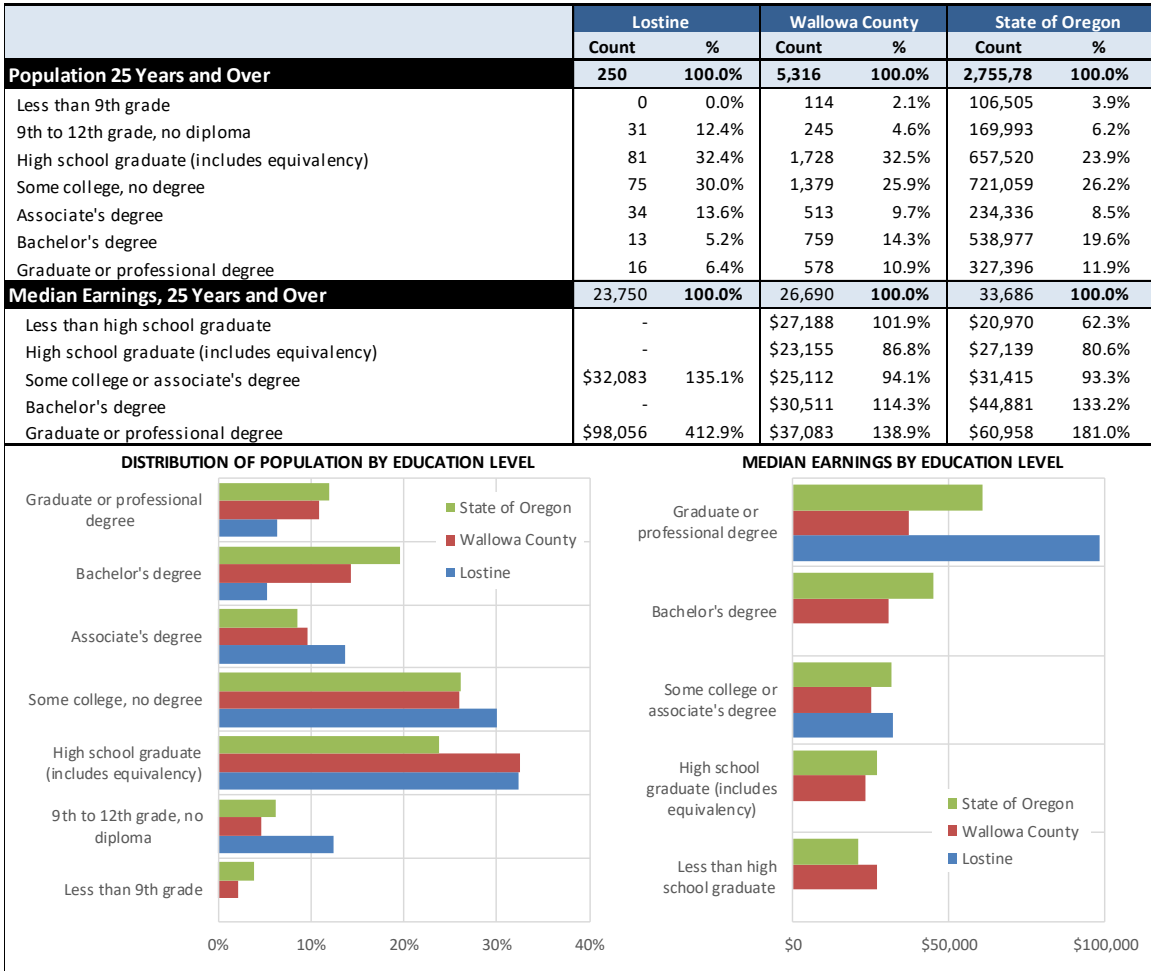 Lostine Wallowa County State of Oregon
Count % Count % Count %
Population 25 Years and Over 250 100.0% 5,316 100.0% 2,755,78 100.0%
Less than 9th grade 0 0.0% 114 2.1% 106,505 3.9%
9th to 12th grade, no diploma 31 12.4% 245 4.6% 169,993 6.2%
High school graduate (includes equivalency) 81 32.4% 1,728 32.5% 657,520 23.9%
Some college, no degree 75 30.0% 1,379 25.9% 721,059 26.2%
Associate's degree 34 13.6% 513 9.7% 234,336 8.5%
Bachelor's degree 13 5.2% 759 14.3% 538,977 19.6%
Graduate or professional degree 16 6.4% 578 10.9% 327,396 11.9%
Median Earnings, 25 Years and Over 23,750 100.0% 26,690 100.0% 33,686 100.0%
Less than high school graduate - $27,188 101.9% $20,970 62.3%
High school graduate (includes equivalency) - $23,155 86.8% $27,139 80.6%
Some college or associate's degree $32,083 135.1% $25,112 94.1% $31,415 93.3%
Bachelor's degree - $30,511 114.3% $44,881 133.2%
Graduate or professional degree $98,056 412.9% $37,083 138.9% $60,958 181.0%
DISTRIBUTION OF POPULATION BY EDUCATION LEVEL
Graduate or professional
degree
Bachelor's degree
Associate's degree
Some college, no degree
High school graduate
(includes equivalency)
9th to 12th grade, no
diploma
Less than 9th grade
State of Oregon
Wallowa County
Lostine
0% 10% 20% 30% 40%
MEDIAN EARNINGS BY EDUCATION LEVEL
Graduate or
professional degree
Bachelor's degree
Some college or
associate's degree
High school
graduate (includes
equivalency)
Less than high
school graduate
State of Oregon
Wallowa County
Lostine
$0 $50,000 $100,000